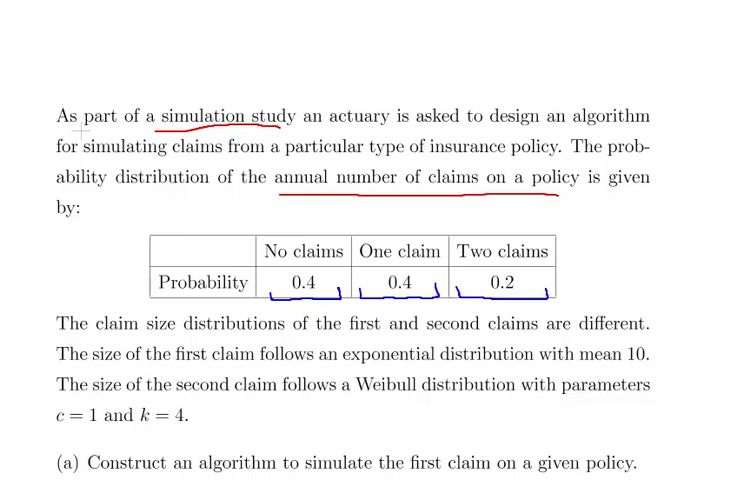 As part of a simulation study an actuary is asked to design an algorithm
for simulating claims from a particular type of insurance policy. The prob-
ability distribution of the annual number of claims on a policy is given
by:
No claims One claim Two claims
Probability 0.4 0.4 0.2
The claim size distributions of the first and second claims are different.
The size of the first claim follows an exponential distribution with mean 10.
The size of the second claim follows a Weibull distribution with parameters
c = 1 and k = 4.
(a) Construct an algorithm to simulate the first claim on a given policy.